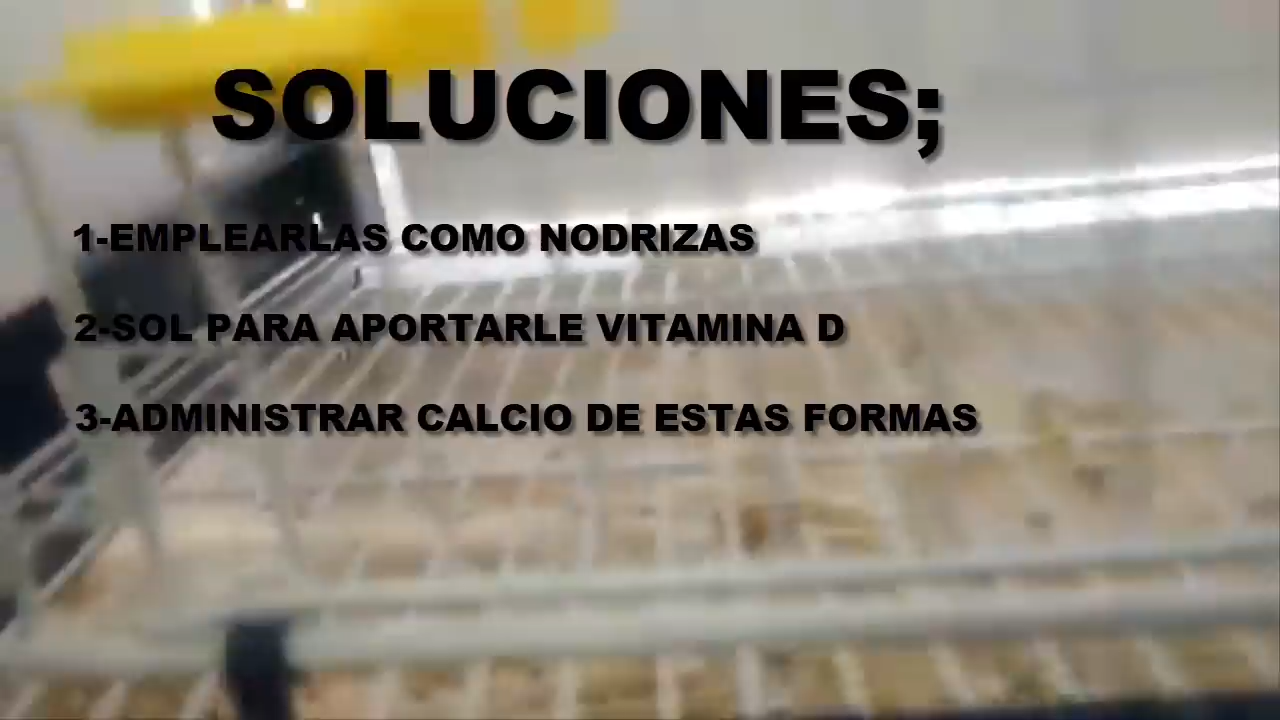 SOLUCIONES;
1-EMPLEARLAS COMO NODRIZAS
2-SOL PARA APORTARLE VITAMINA D
3-ADMINISTRAR CALCIO DE ESTAS FORMAS